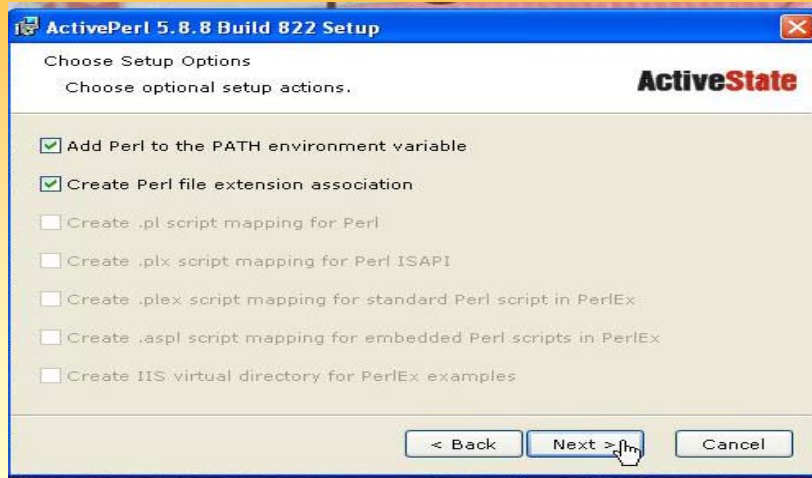 ActivePerl 5.8.8 Build 822 Setup
Choose Setup Options
Choose optional setup actions.
ActiveState
Add Perl to the PATH environment variable
Create Perl file extension association
Create .pl script mapping for Perl
Create .plx script mapping for Perl ISAPI
Create .plex script mapping for standard Perl script in PerlEx
Create .aspl script mapping for embedded Perl scripts in PerlEx
Create IIS virtual directory for PerlEx examples
< Back Next > Cancel